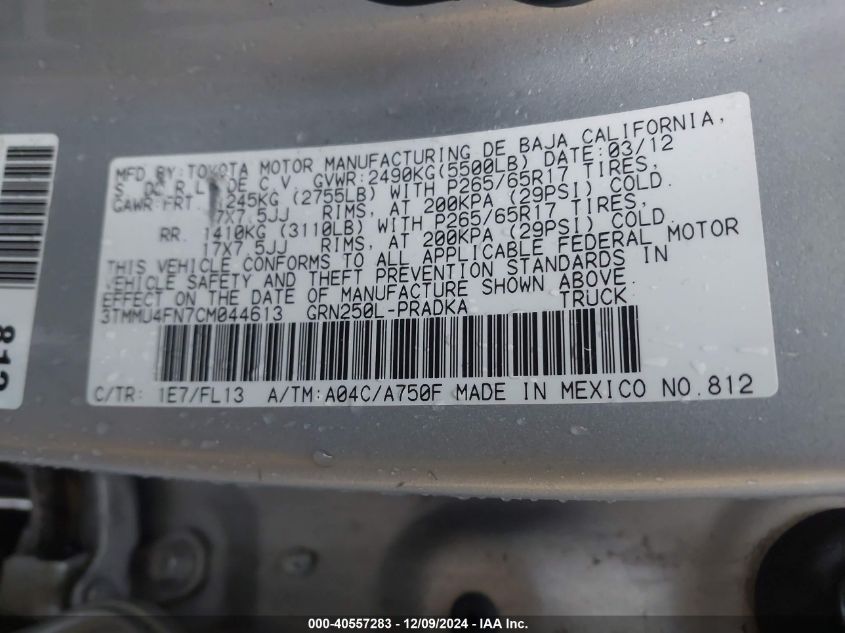 MFD.BY:TOYOTA MOTOR MANUFACTURING DE BAJA CALIFORNIA,
S. DC R.L. DE C.V. GVWR:2490KG(5500LB) DATE:03/12
GAWR:FRT. 1245KG (2755LB) WITH P265/65R17 TIRES,
17X7.5JJ RIMS, AT 200KPA (29PSI) COLD.
RR. 1410KG (3110LB) WITH P265/65R17 TIRES,
17X7.5JJ RIMS, AT 200KPA (29PSI) COLD.
THIS VEHICLE CONFORMS TO ALL APPLICABLE FEDERAL MOTOR
VEHICLE SAFETY AND THEFT PREVENTION STANDARDS IN
EFFECT ON THE DATE OF MANUFACTURE SHOWN ABOVE.
3TMMU4FN7CM044613 GRN250L-PRADKA TRUCK
C/TR: 1E7/FL13 A/TM:A04C/A750F MADE IN MEXICO NO.812
812
000-40557283 - 12/09/2024 - IAA Inc.